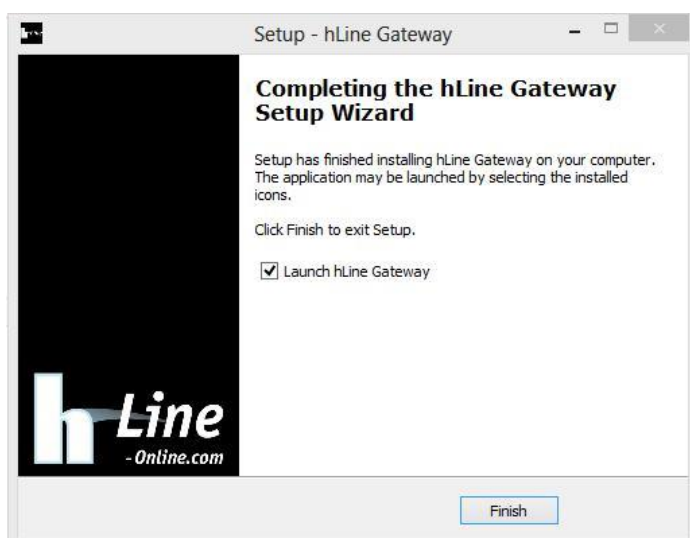 Setup - hLine Gateway
Completing the hLine Gateway
Setup Wizard
Setup has finished installing hLine Gateway on your computer.
The application may be launched by selecting the installed
icons.
Click Finish to exit Setup.
Launch hLine Gateway
h Line
- Online.com
Finish